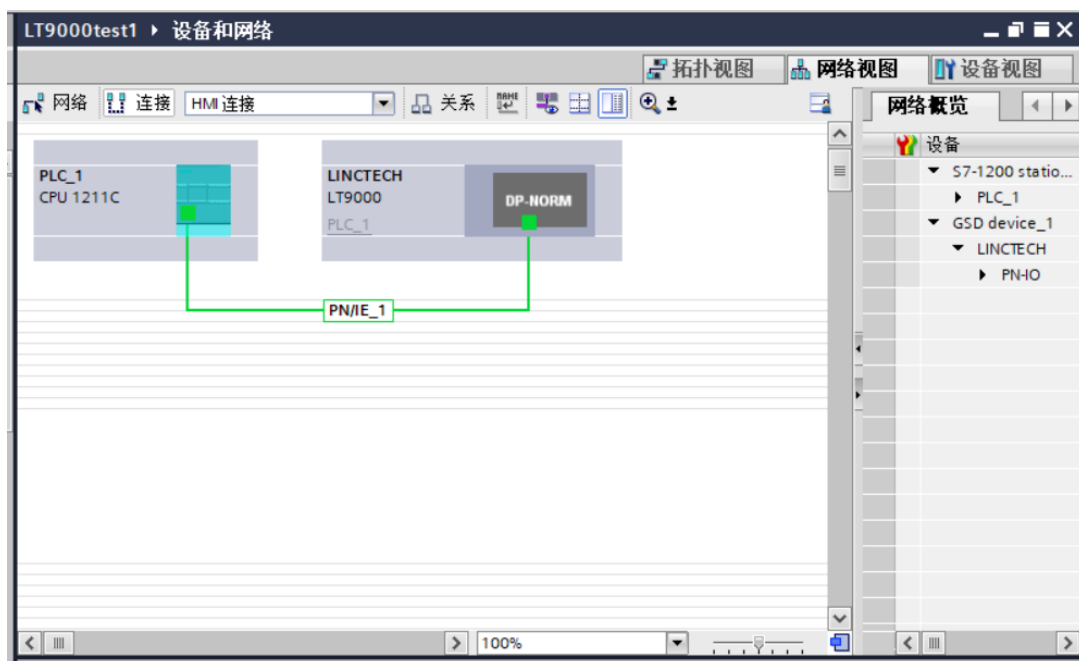 LT9000test1 ▸ 设备和网络
拓扑视图 网络视图 设备视图
网络 连接 HMI 连接 关系
网络概览
设备
S7-1200 statio...
PLC_1
GSD device_1
LINCTECH
PN-IO
PLC_1
CPU 1211C
LINCTECH
LT9000
PLC_1
DP-NORM
PN/IE_1
100%